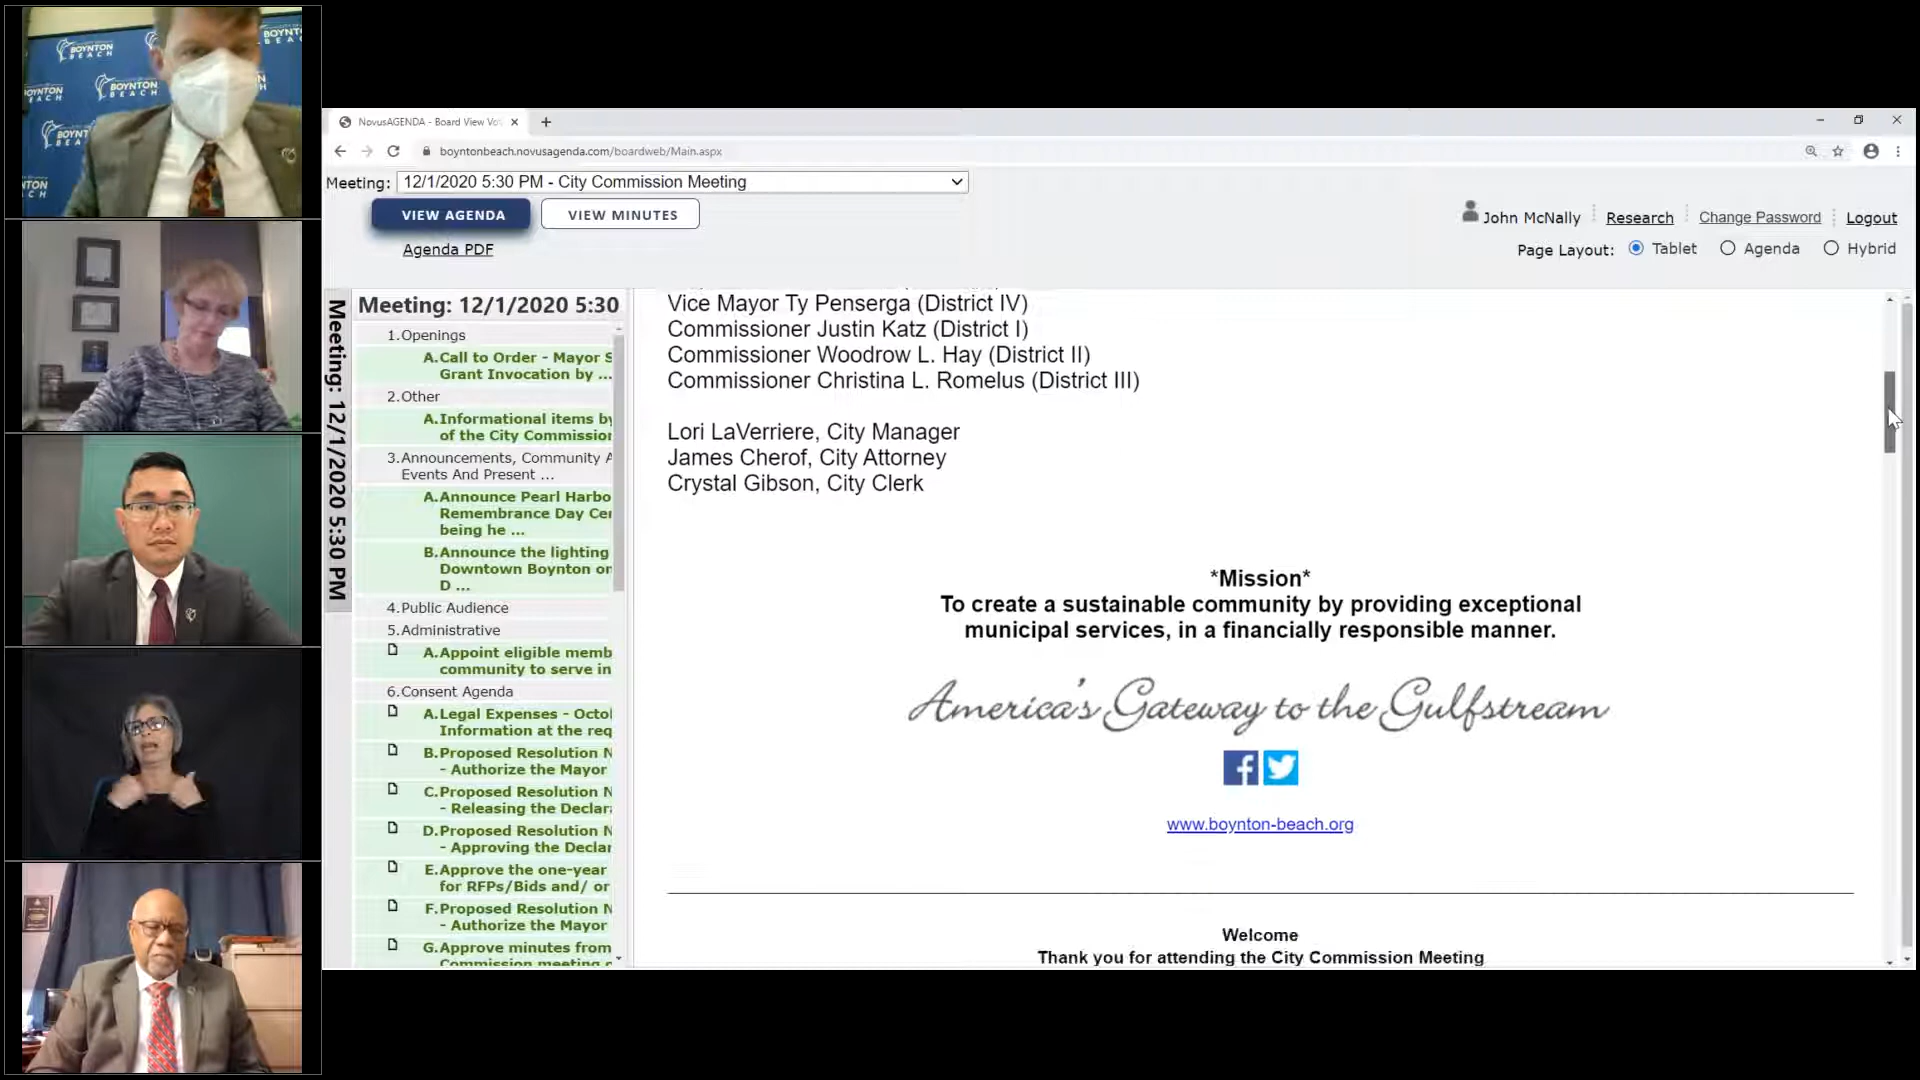 BOYNTON
BEACH
BOYNTON
BEACH
BOYNTON
BEACH
NovusAGENDA - Board View Vo
boyntonbeach.novusagenda.com/boardweb/Main.aspx
Meeting: 12/1/2020 5:30 PM - City Commission Meeting
VIEW AGENDA
VIEW MINUTES
Agenda PDF
John McNally
Research
Change Password
Logout
Page Layout: Tablet Agenda Hybrid
Meeting: 12/1/2020 5:30 PM
Meeting: 12/1/2020 5:30
1.Openings
A.Call to Order - Mayor S
Grant Invocation by ...
2.Other
A.Informational items by
of the City Commission
3.Announcements, Community A
Events And Present ...
A.Announce Pearl Harbo
Remembrance Day Cer
being he ...
B.Announce the lighting
Downtown Boynton on
D ...
4.Public Audience
5.Administrative
A.Appoint eligible memb
community to serve in
6.Consent Agenda
A.Legal Expenses - Octo
Information at the req
B.Proposed Resolution N
- Authorize the Mayor
C.Proposed Resolution N
- Releasing the Declar
D.Proposed Resolution N
- Approving the Declar
E.Approve the one-year
for RFPs/Bids and/ or
F.Proposed Resolution N
- Authorize the Mayor
G.Approve minutes from
Commission meeting
Vice Mayor Ty Penserga (District IV)
Commissioner Justin Katz (District I)
Commissioner Woodrow L. Hay (District II)
Commissioner Christina L. Romelus (District III)
Lori LaVerriere, City Manager
James Cherof, City Attorney
Crystal Gibson, City Clerk
*Mission*
To create a sustainable community by providing exceptional
municipal services, in a financially responsible manner.
America's Gateway to the Gulfstream
www.boynton-beach.org
Welcome
Thank you for attending the City Commission Meeting